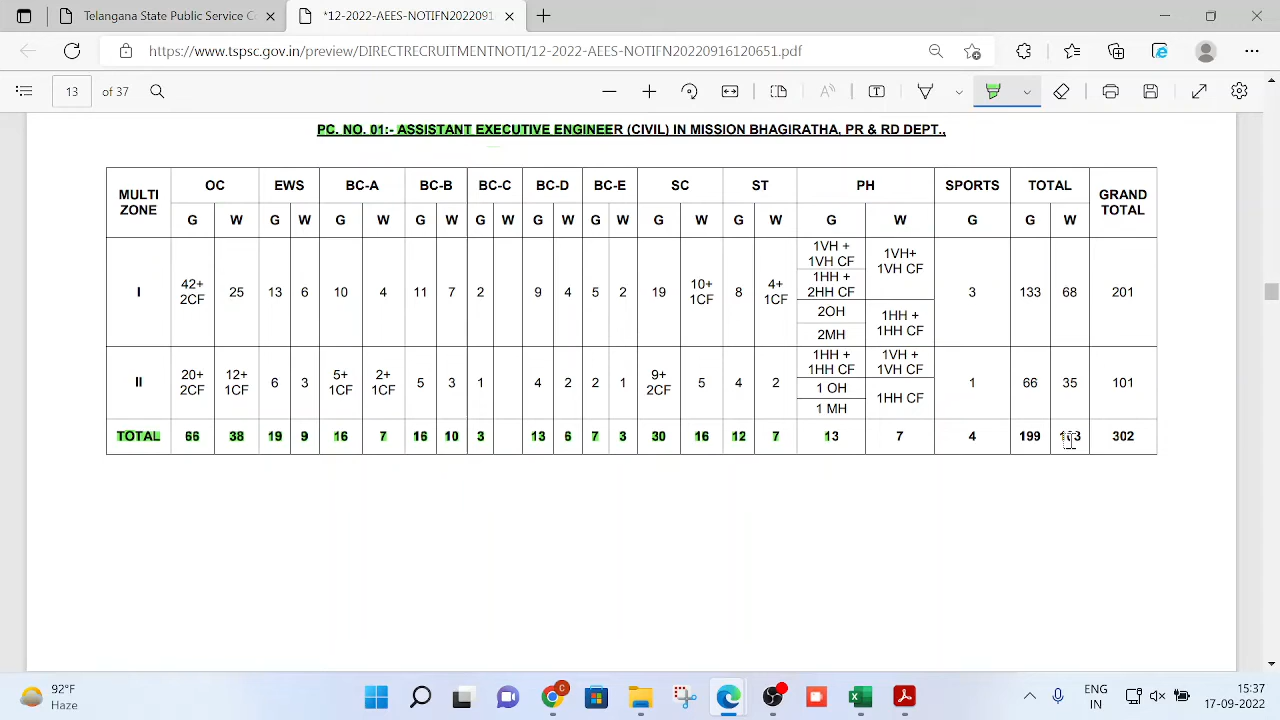 Telangana State Public Service Co
*12-2022-AEES-NOTIFN2022091
https://www.tspsc.gov.in/preview/DIRECTRECRUITMENTNOTI/12-2022-AEES-NOTIFN20220916120651.pdf
13 of 37
PC. NO. 01:- ASSISTANT EXECUTIVE ENGINEER (CIVIL) IN MISSION BHAGIRATHA, PR & RD DEPT.,
MULTI ZONE OC EWS BC-A BC-B BC-C BC-D BC-E SC ST PH SPORTS TOTAL GRAND TOTAL
G W G W G W G W G W G W G W G W G W G W G G W
I 42+ 2CF 25 13 6 10 4 11 7 2 9 4 5 2 19 10+ 1CF 8 4+ 1CF 1VH + 1VH CF 1HH + 2HH CF 2OH 2MH 1VH+ 1VH CF 1HH + 1HH CF 3 133 68 201
II 20+ 2CF 12+ 1CF 6 3 5+ 1CF 2+ 1CF 5 3 1 4 2 2 1 9+ 2CF 5 4 2 1HH + 1HH CF 1 OH 1 MH 1VH + 1VH CF 1HH CF 1 66 35 101
TOTAL 66 38 19 9 16 7 16 10 3 13 6 7 3 30 16 12 7 13 7 4 199 302
92°F
Haze
ENG
IN
15:37
17-09-2022